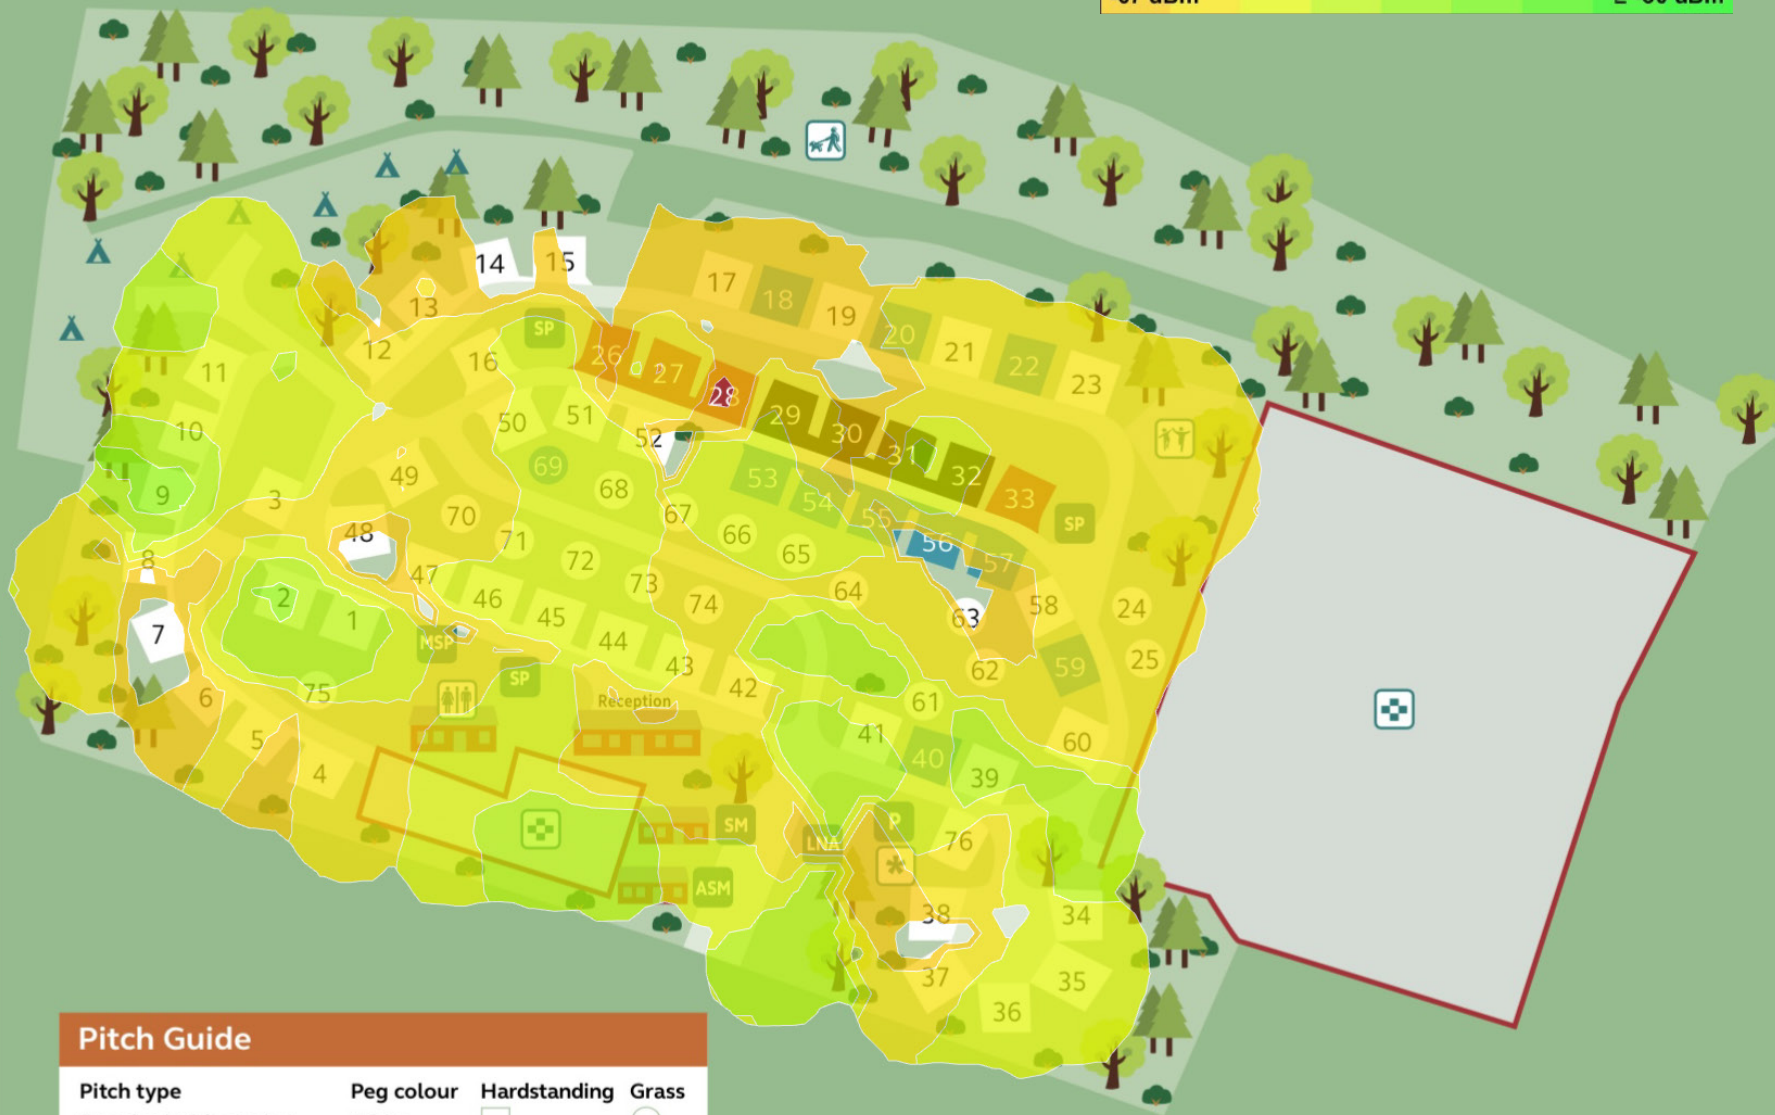 -67 dBm ≥ -30 dBm
14 15
17
13
18
19
SP
20
12 16 26 21
11 27 22
28 23
51
50 29
10 52 30
69 31
49 53 32
9 3 68 54 33
70 67 55 SP
48 71 66 56
8 72 65 57
47 73 64
2 46 74 58 24
1 45 63
7 MSP 44
43 62 59 25
SP 42
75
6 Reception 61
5 41 60
4 40 39
SM P
LNA 76
ASM
38 34
37 35
36
Pitch Guide
Pitch type Peg colour Hardstanding Grass